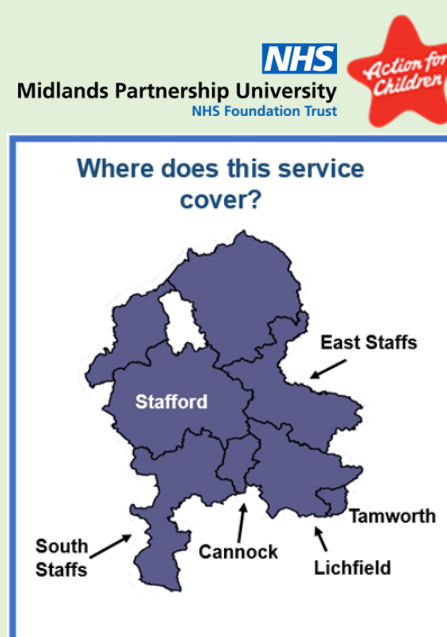 NHS
Midlands Partnership University
NHS Foundation Trust
Action for
Children
Where does this service
cover?
East Staffs
Stafford
Tamworth
South
Staffs
Cannock
Lichfield